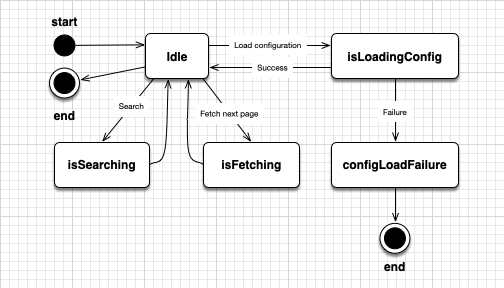 start
Idle
Load configuration
isLoadingConfig
Success
end
Search
Fetch next page
Failure
isSearching
isFetching
configLoadFailure
end